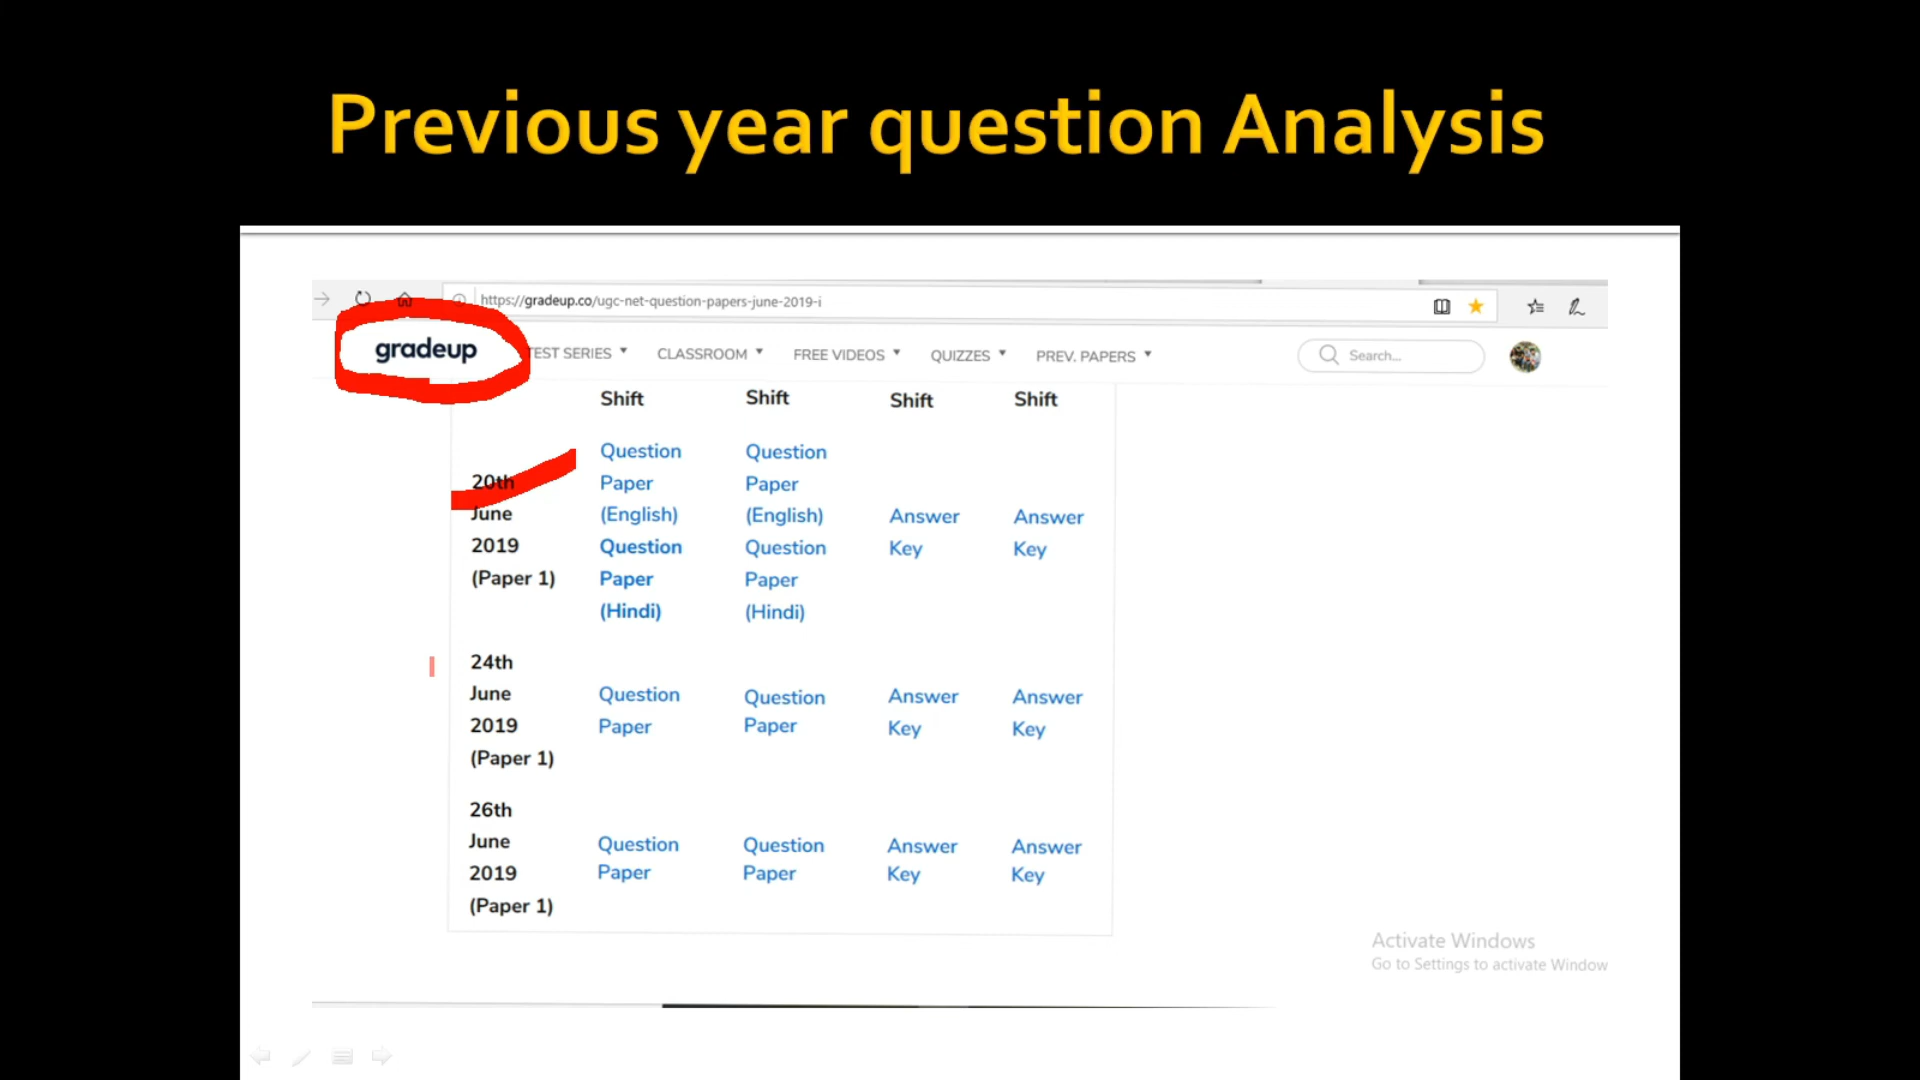 Previous year question Analysis
https://gradeup.co/ugc-net-question-papers-june-2019-i
gradeup
TEST SERIES
CLASSROOM
FREE VIDEOS
QUIZZES
PREV. PAPERS
Search...
Shift
Shift
Shift
Shift
20th
June
2019
(Paper 1)
Question
Paper
(English)
Question
Paper
(Hindi)
Question
Paper
(English)
Question
Paper
(Hindi)
Answer
Key
Answer
Key
24th
June
2019
(Paper 1)
Question
Paper
Question
Paper
Answer
Key
Answer
Key
26th
June
2019
(Paper 1)
Question
Paper
Question
Paper
Answer
Key
Answer
Key
Activate Windows
Go to Settings to activate Window